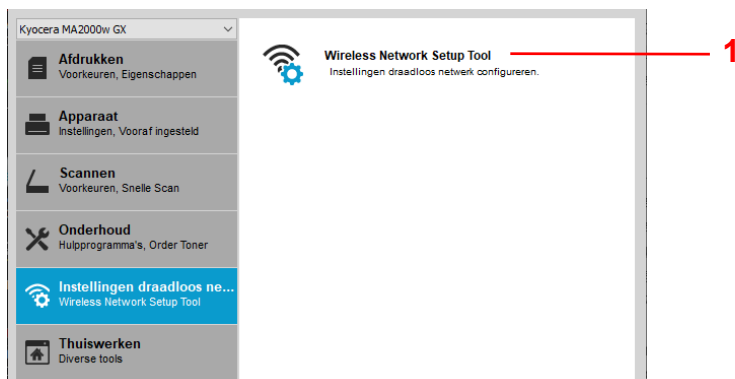 Kyocera MA2000w GX
Afdrukken
Voorkeuren, Eigenschappen
Apparaat
Instellingen, Vooraf ingesteld
Scannen
Voorkeuren, Snelle Scan
Onderhoud
Hulpprogramma's, Order Toner
Instellingen draadloos ne...
Wireless Network Setup Tool
Thuiswerken
Diverse tools
Wireless Network Setup Tool
Instellingen draadloos netwerk configureren.
1